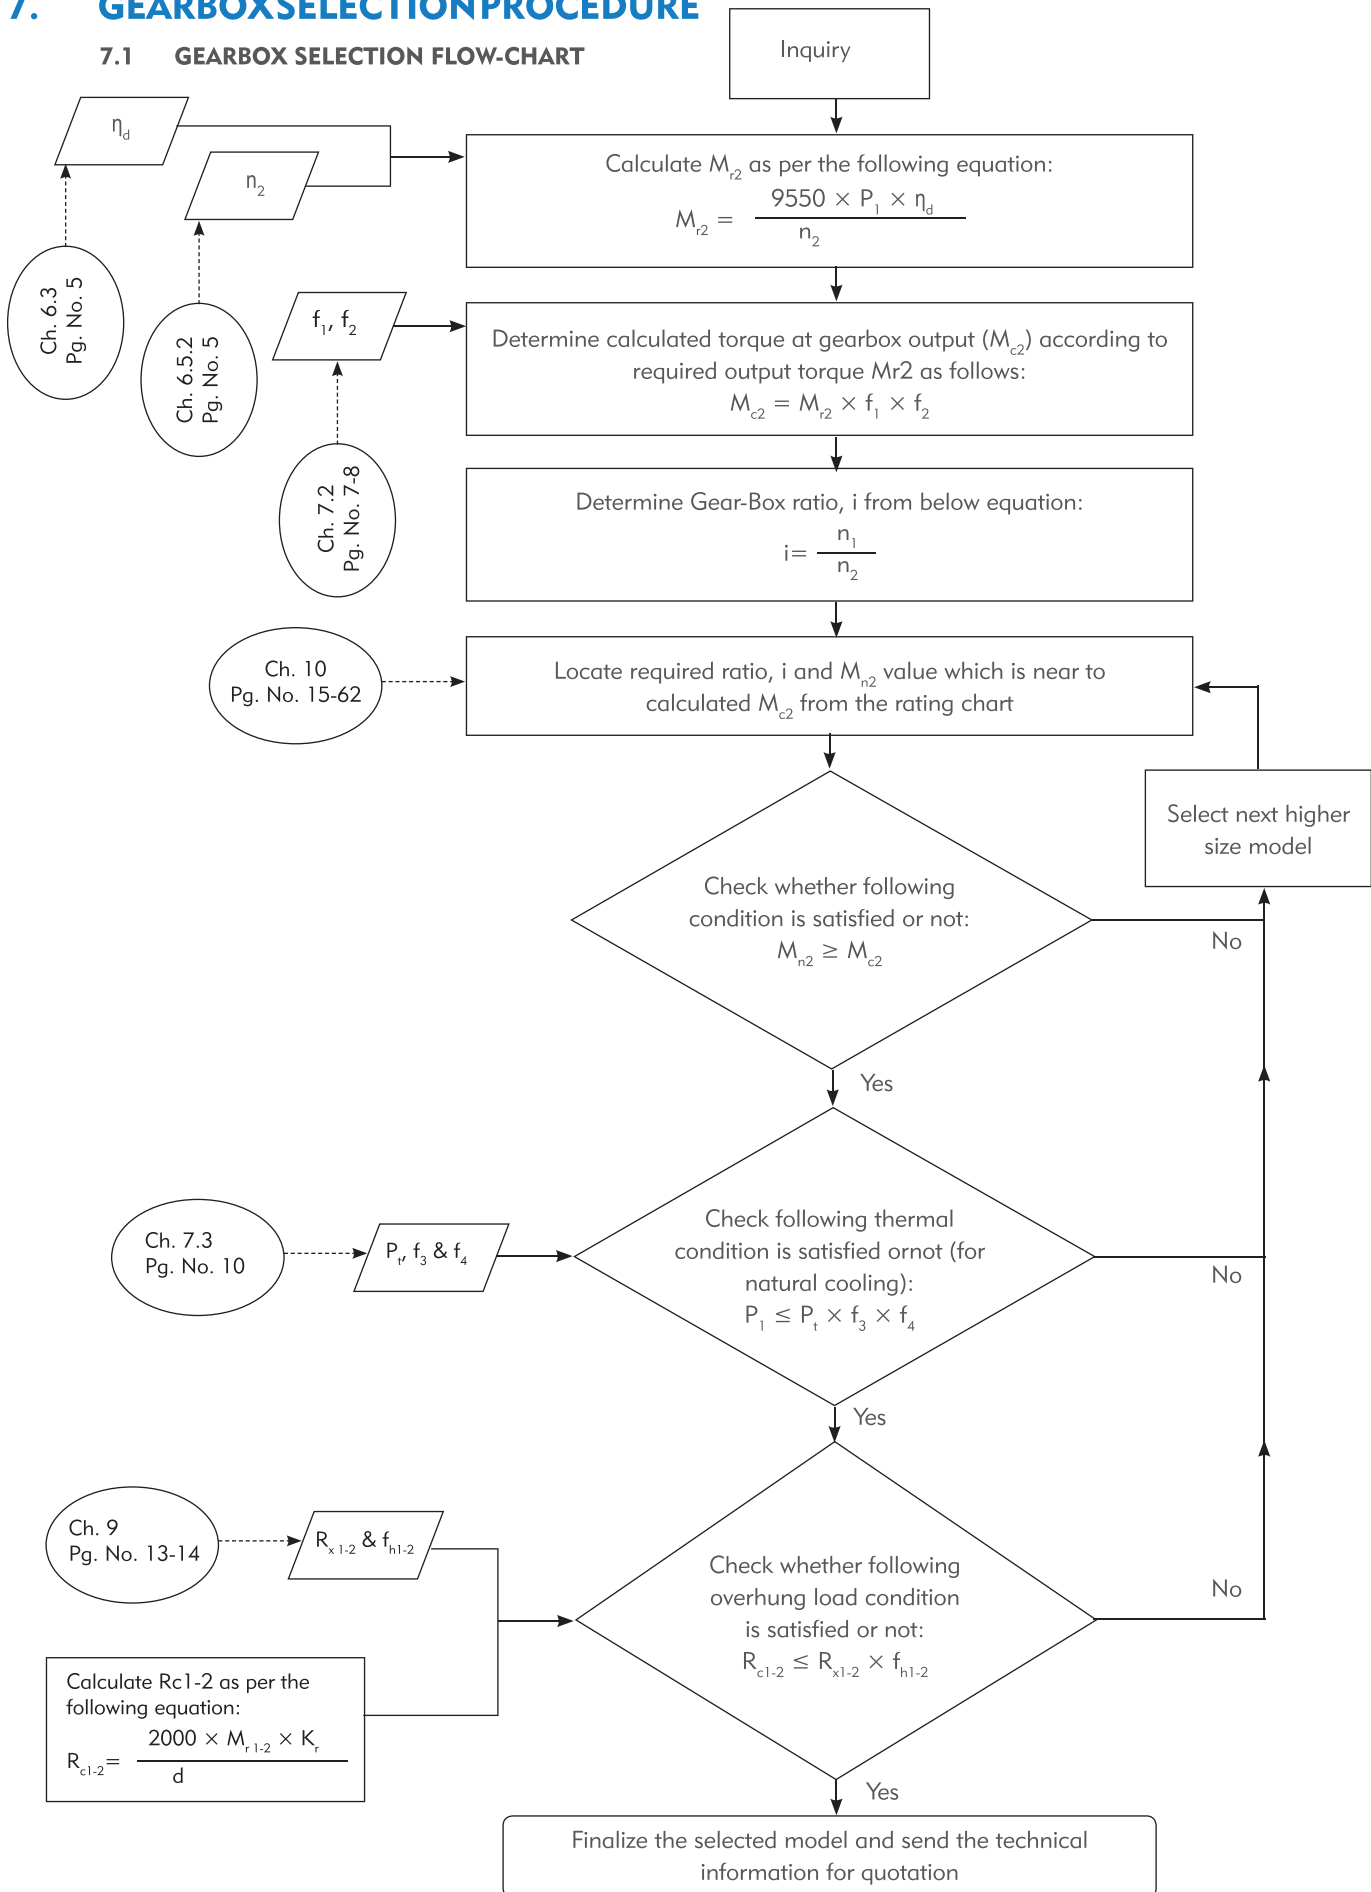 7. GEARBOX SELECTION PROCEDURE
7.1 GEARBOX SELECTION FLOW-CHART
Inquiry
ηd
n2
Calculate Mr2 as per the following equation:
Mr2 = 9550 × P1 × ηd
n2
Ch. 6.3
Pg. No. 5
Ch. 6.5.2
Pg. No. 5
f1, f2
Determine calculated torque at gearbox output (Mc2) according to
required output torque Mr2 as follows:
Mc2 = Mr2 × f1 × f2
Ch. 7.2
Pg. No. 7-8
Determine Gear-Box ratio, i from below equation:
i= n1
n2
Ch. 10
Pg. No. 15-62
Locate required ratio, i and Mn2 value which is near to
calculated Mc2 from the rating chart
Select next higher
size model
Check whether following
condition is satisfied or not:
Mn2 ≥ Mc2
No
Yes
Ch. 7.3
Pg. No. 10
Pt, f3 & f4
Check following thermal
condition is satisfied ornot (for
natural cooling):
P1 ≤ Pt × f3 × f4
No
Yes
Ch. 9
Pg. No. 13-14
Rx 1-2 & fh1-2
Check whether following
overhung load condition
is satisfied or not:
Rc1-2 ≤ Rx1-2 × fh1-2
No
Calculate Rc1-2 as per the
following equation:
Rc1-2= 2000 × Mr 1-2 × Kr
d
Yes
Finalize the selected model and send the technical
information for quotation